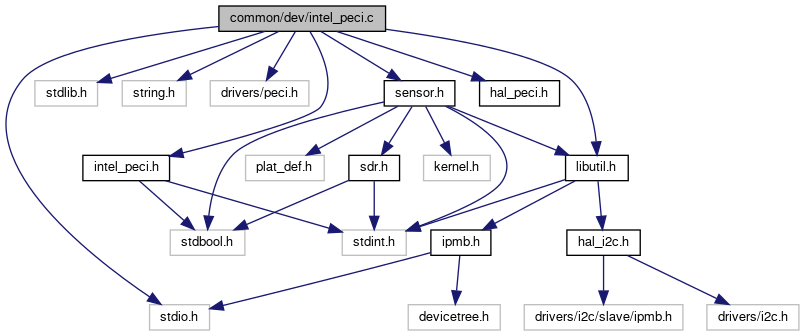 common/dev/intel_peci.c
stdlib.h
string.h
drivers/peci.h
sensor.h
hal_peci.h
intel_peci.h
plat_def.h
sdr.h
kernel.h
libutil.h
stdbool.h
stdint.h
ipmb.h
hal_i2c.h
stdio.h
devicetree.h
drivers/i2c/slave/ipmb.h
drivers/i2c.h